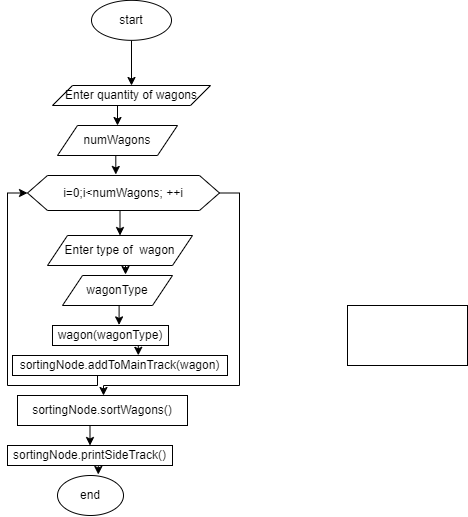 start
Enter quantity of wagons
numWagons
i=0;i<numWagons; ++i
Enter type of wagon
wagonType
wagon(wagonType)
sortingNode.addToMainTrack(wagon)
sortingNode.sortWagons()
sortingNode.printSideTrack()
end